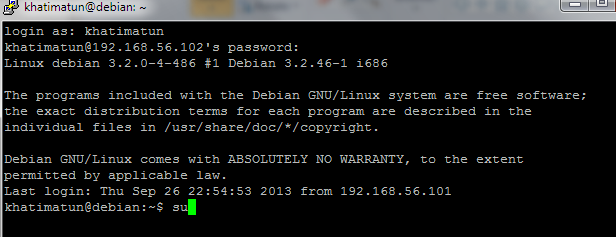 khatimatun@debian: ~
login as: khatimatun
khatimatun@192.168.56.102's password:
Linux debian 3.2.0-4-486 #1 Debian 3.2.46-1 i686
The programs included with the Debian GNU/Linux system are free software;
the exact distribution terms for each program are described in the
individual files in /usr/share/doc/*/copyright.
Debian GNU/Linux comes with ABSOLUTELY NO WARRANTY, to the extent
permitted by applicable law.
Last login: Thu Sep 26 22:54:53 2013 from 192.168.56.101
khatimatun@debian:~$ su